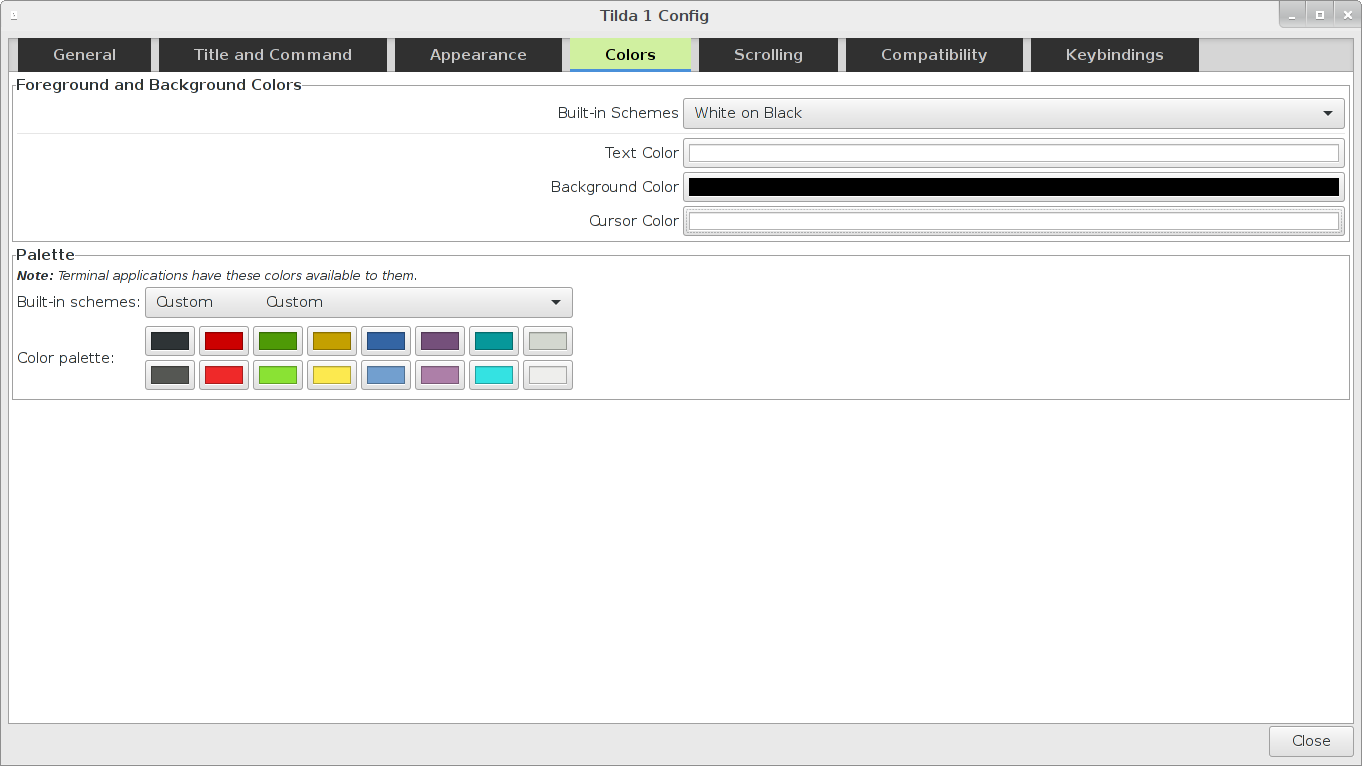 Tilda 1 Config
General Title and Command Appearance Colors Scrolling Compatibility Keybindings
Foreground and Background Colors
Built-in Schemes White on Black
Text Color
Background Color
Cursor Color
Palette
Note: Terminal applications have these colors available to them.
Built-in schemes: Custom Custom
Color palette:
Close